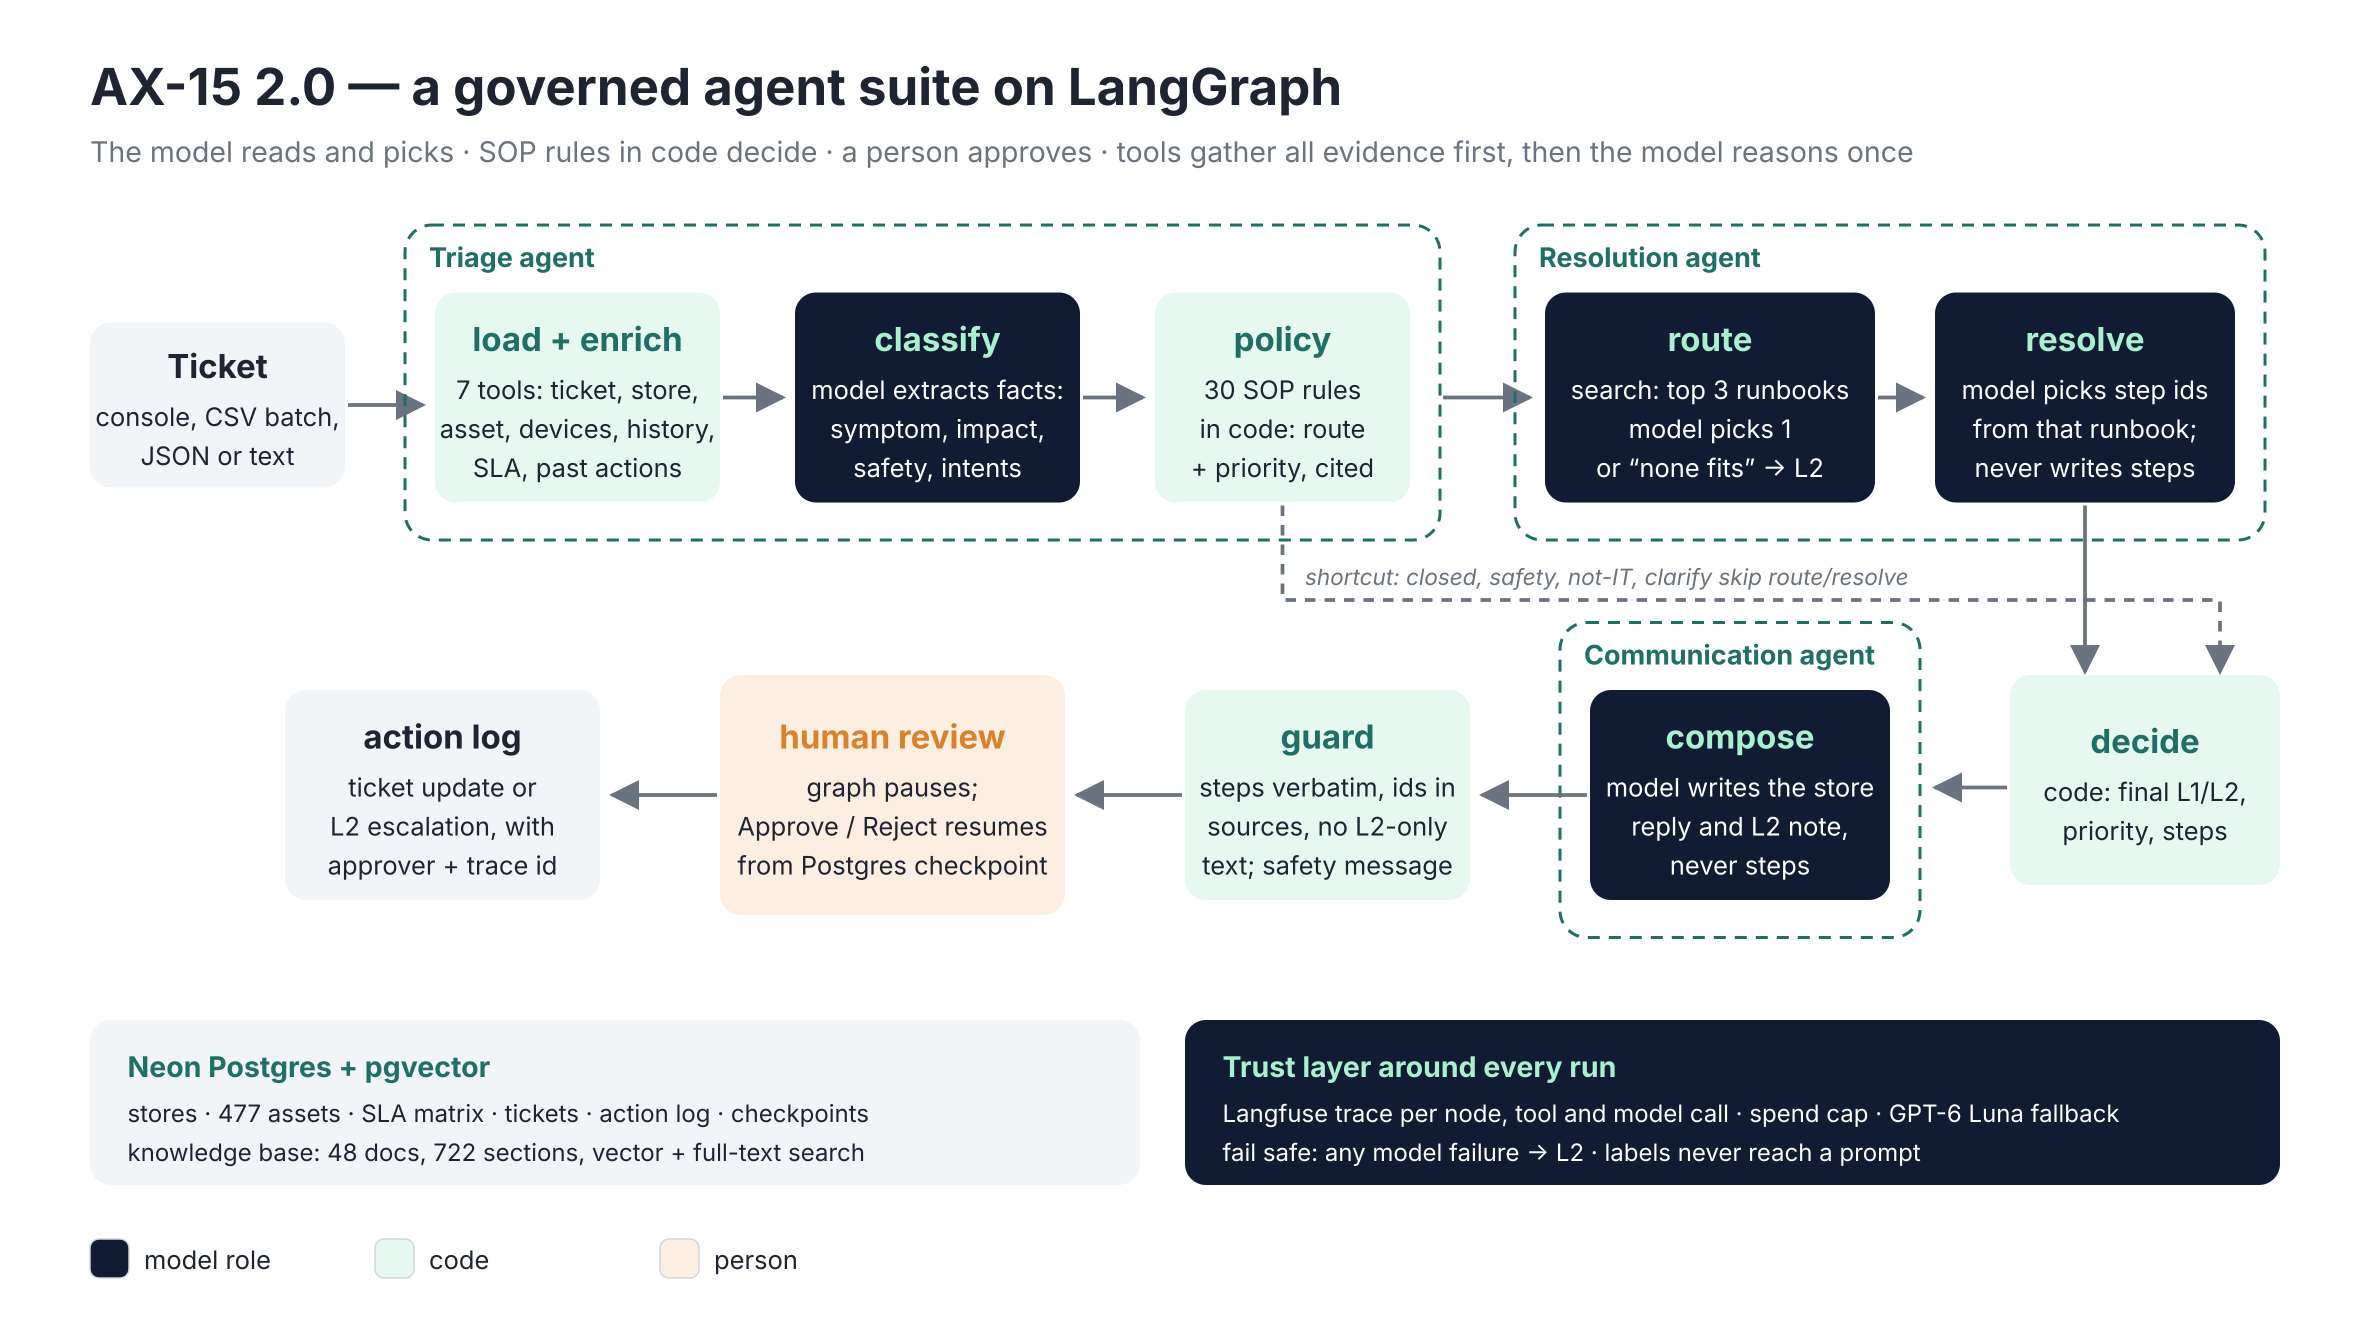 AX-15 2.0 — a governed agent suite on LangGraph
The model reads and picks · SOP rules in code decide · a person approves · tools gather all evidence first, then the model reasons once
Triage agent
Resolution agent
Ticket
console, CSV batch,
JSON or text
load + enrich
7 tools: ticket, store,
asset, devices, history,
SLA, past actions
classify
model extracts facts:
symptom, impact,
safety, intents
policy
30 SOP rules
in code: route
+ priority, cited
route
search: top 3 runbooks
model picks 1
or “none fits” → L2
resolve
model picks step ids
from that runbook;
never writes steps
shortcut: closed, safety, not-IT, clarify skip route/resolve
Communication agent
action log
ticket update or
L2 escalation, with
approver + trace id
human review
graph pauses;
Approve / Reject resumes
from Postgres checkpoint
guard
steps verbatim, ids in
sources, no L2-only
text; safety message
compose
model writes the store
reply and L2 note,
never steps
decide
code: final L1/L2,
priority, steps
Neon Postgres + pgvector
stores · 477 assets · SLA matrix · tickets · action log · checkpoints
knowledge base: 48 docs, 722 sections, vector + full-text search
Trust layer around every run
Langfuse trace per node, tool and model call · spend cap · GPT-6 Luna fallback
fail safe: any model failure → L2 · labels never reach a prompt
model role
code
person